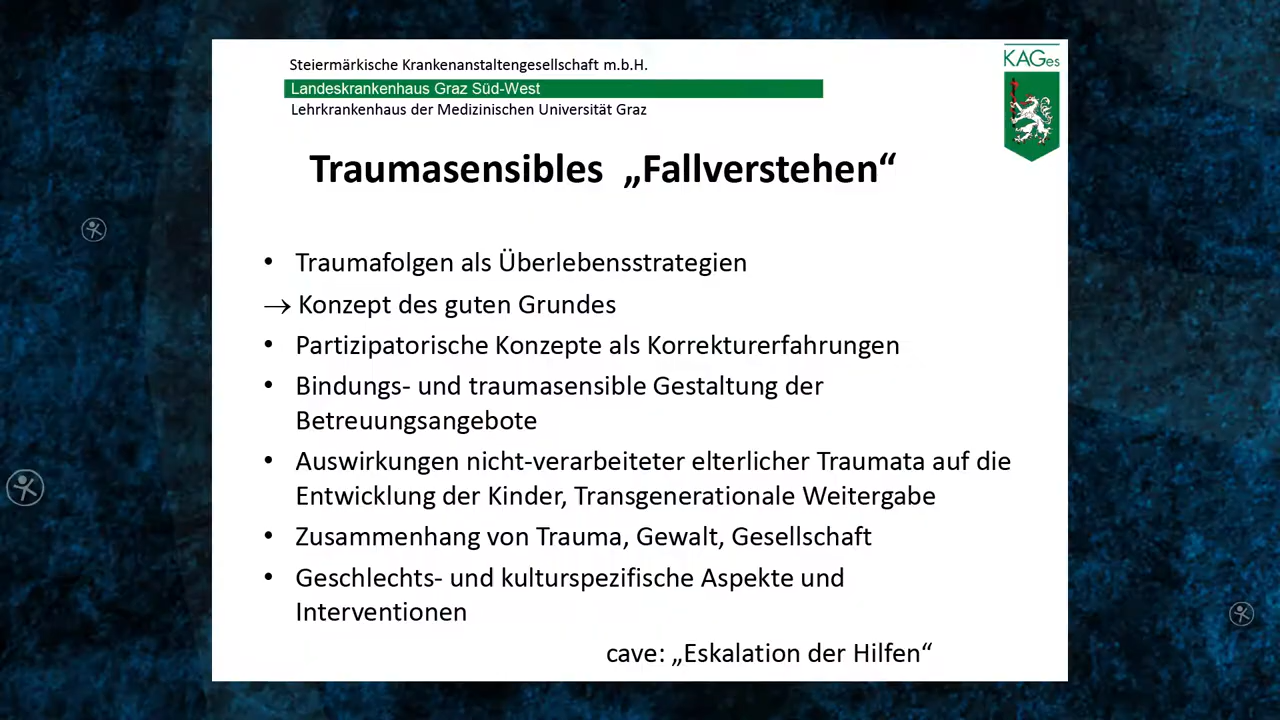 Steiermärkische Krankenanstaltengesellschaft m.b.H.
Landeskrankenhaus Graz Süd-West
Lehrkrankenhaus der Medizinischen Universität Graz
KAGes
Traumasensibles „Fallverstehen“
• Traumafolgen als Überlebensstrategien
→ Konzept des guten Grundes
• Partizipatorische Konzepte als Korrekturerfahrungen
• Bindungs- und traumasensible Gestaltung der
Betreuungsangebote
• Auswirkungen nicht-verarbeiteter elterlicher Traumata auf die
Entwicklung der Kinder, Transgenerationale Weitergabe
• Zusammenhang von Trauma, Gewalt, Gesellschaft
• Geschlechts- und kulturspezifische Aspekte und
Interventionen
cave: „Eskalation der Hilfen“